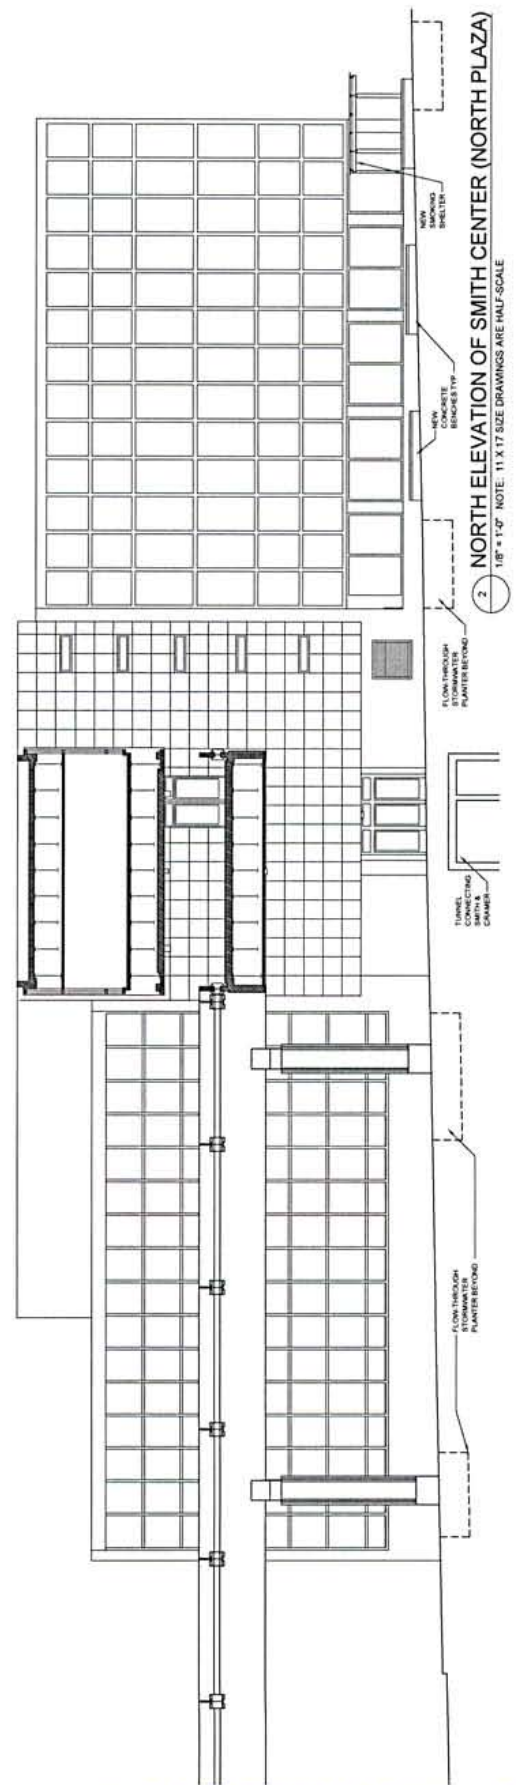 FLOW-THROUGH
STORMWATER
PLANTER BEYOND
TUNNEL
CONNECTING
SMITH &
CRAMER
FLOW-THROUGH
STORMWATER
PLANTER BEYOND
NEW
CONCRETE
BENCHES TYP.
NEW
SMOKING
SHELTER
2
NORTH ELEVATION OF SMITH CENTER (NORTH PLAZA)
1/8" = 1'-0" NOTE: 11 X 17 SIZE DRAWINGS ARE HALF-SCALE